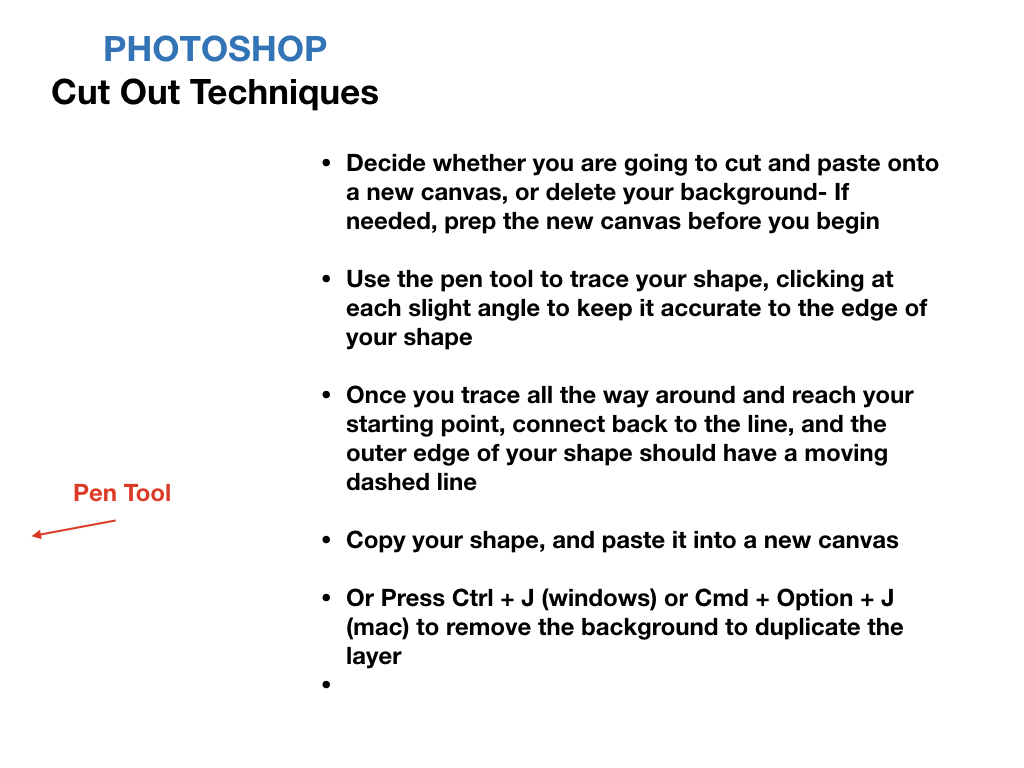 PHOTOSHOP
Cut Out Techniques
• Decide whether you are going to cut and paste onto
a new canvas, or delete your background- If
needed, prep the new canvas before you begin
• Use the pen tool to trace your shape, clicking at
each slight angle to keep it accurate to the edge of
your shape
• Once you trace all the way around and reach your
starting point, connect back to the line, and the
outer edge of your shape should have a moving
dashed line
Pen Tool
• Copy your shape, and paste it into a new canvas
• Or Press Ctrl + J (windows) or Cmd + Option + J
(mac) to remove the background to duplicate the
layer
•